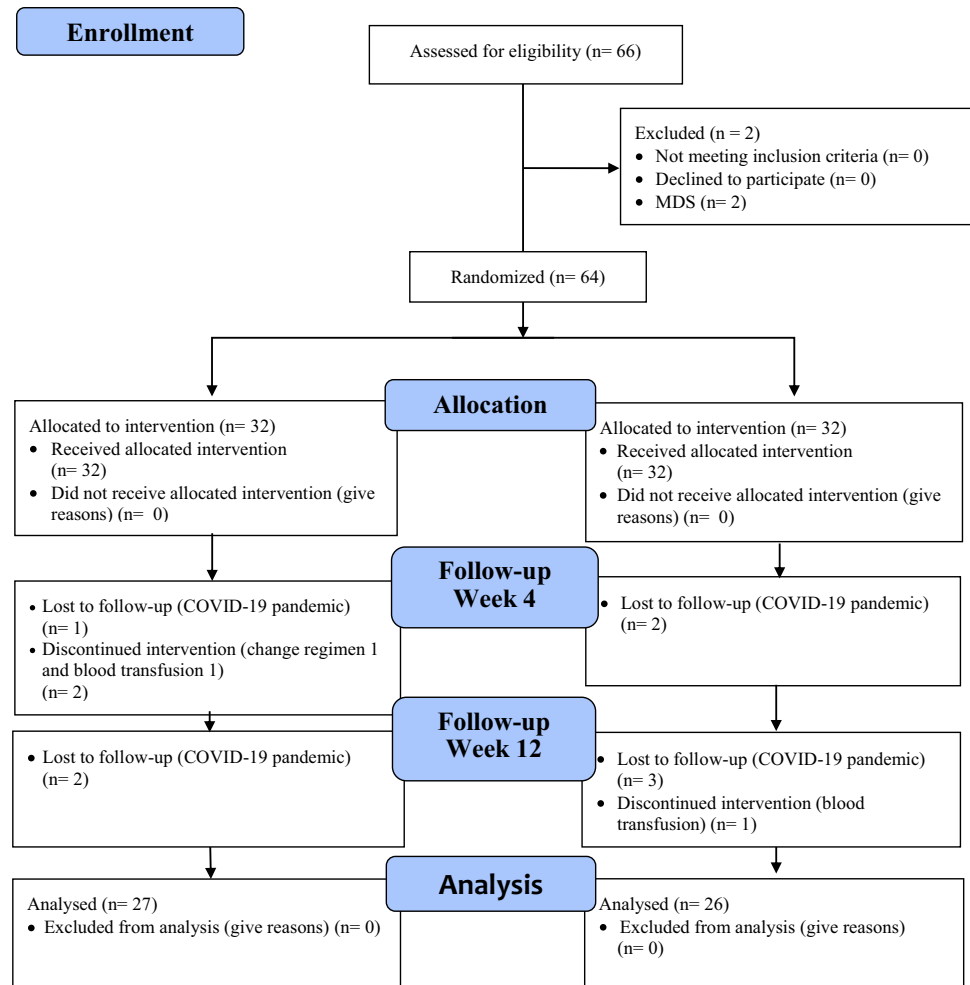 Enrollment
Assessed for eligibility (n= 66)
Excluded (n = 2)
• Not meeting inclusion criteria (n= 0)
• Declined to participate (n= 0)
• MDS (n= 2)
Randomized (n= 64)
Allocation
Allocated to intervention (n= 32)
• Received allocated intervention
(n= 32)
• Did not receive allocated intervention (give
reasons) (n= 0)
Allocated to intervention (n= 32)
• Received allocated intervention
(n= 32)
• Did not receive allocated intervention (give
reasons) (n= 0)
Follow-up
Week 4
• Lost to follow-up (COVID-19 pandemic)
(n= 1)
• Discontinued intervention (change regimen 1
and blood transfusion 1)
(n= 2)
• Lost to follow-up (COVID-19 pandemic)
(n= 2)
Follow-up
Week 12
• Lost to follow-up (COVID-19 pandemic)
(n= 2)
• Lost to follow-up (COVID-19 pandemic)
(n= 3)
• Discontinued intervention (blood
transfusion) (n= 1)
Analysis
Analysed (n= 27)
• Excluded from analysis (give reasons) (n= 0)
Analysed (n= 26)
• Excluded from analysis (give reasons)
(n= 0)